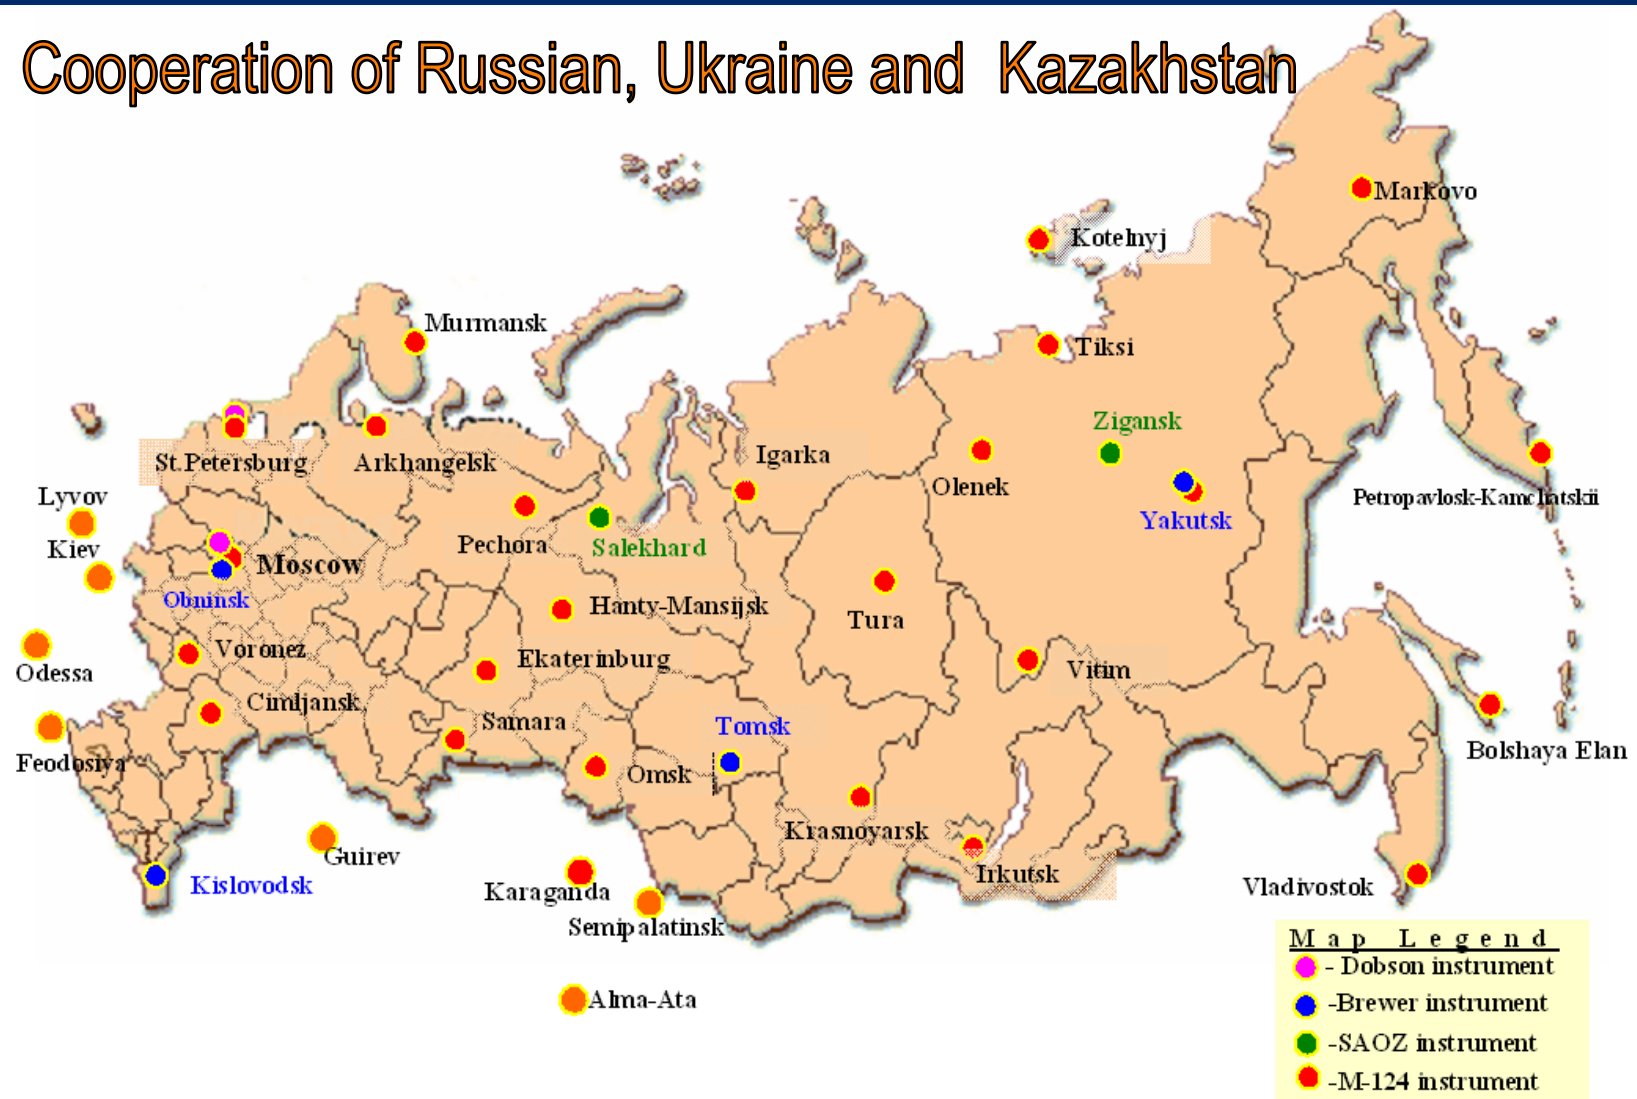 Cooperation of Russian, Ukraine and Kazakhstan
Markovo
Kotelnyj
Murmansk
Tiksi
Zigansk
Igarka
St.Petersburg
Arkhangelsk
Olenek
Lyvov
Petropavlosk-Kamchatskii
Yakutsk
Kiev
Pechora
Salekhard
Moscow
Obninsk
Hanty-Mansijsk
Tura
Voronez
Ekaterinburg
Odessa
Vitim
Cimljansk
Samara
Tomsk
Feodosiya
Bolshaya Elan
Omsk
Krasnoyarsk
Guirev
Irkutsk
Kislovodsk
Karaganda
Vladivostok
Semipalatinsk
Alma-Ata
Map Legend
- Dobson instrument
-Brewer instrument
-SAOZ instrument
-M-124 instrument